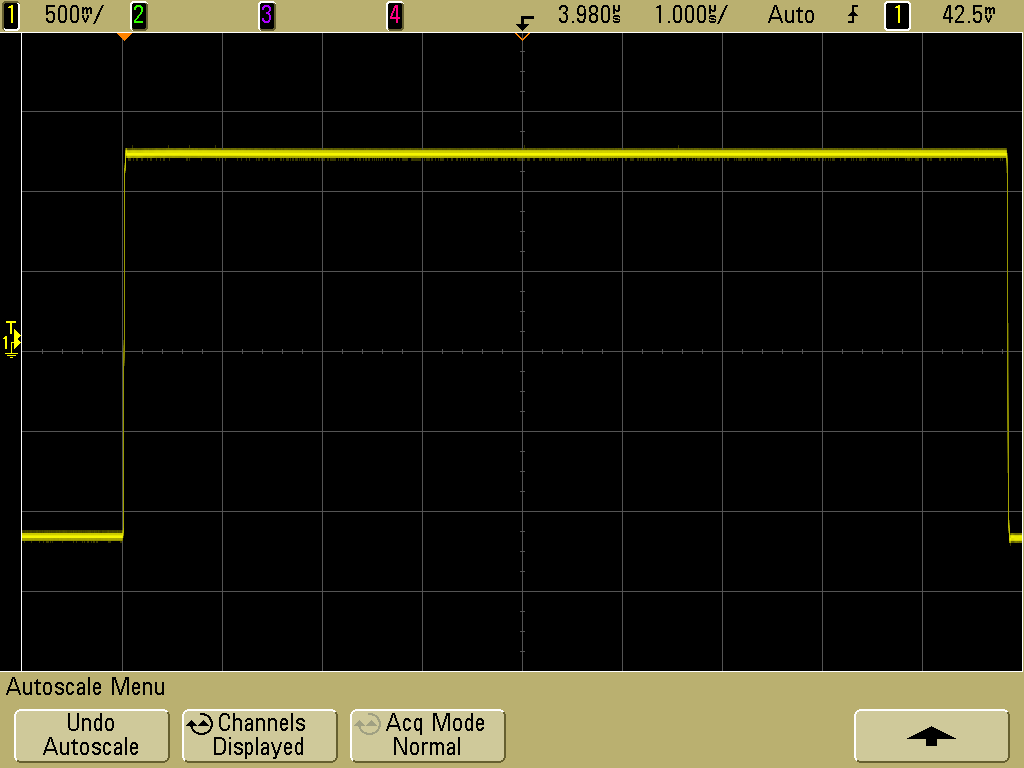 1 500mV/ 2 3 4 3.980us 1.000us/ Auto 1 42.5mV
T
1
Autoscale Menu
Undo Channels Acq Mode
Autoscale Displayed Normal